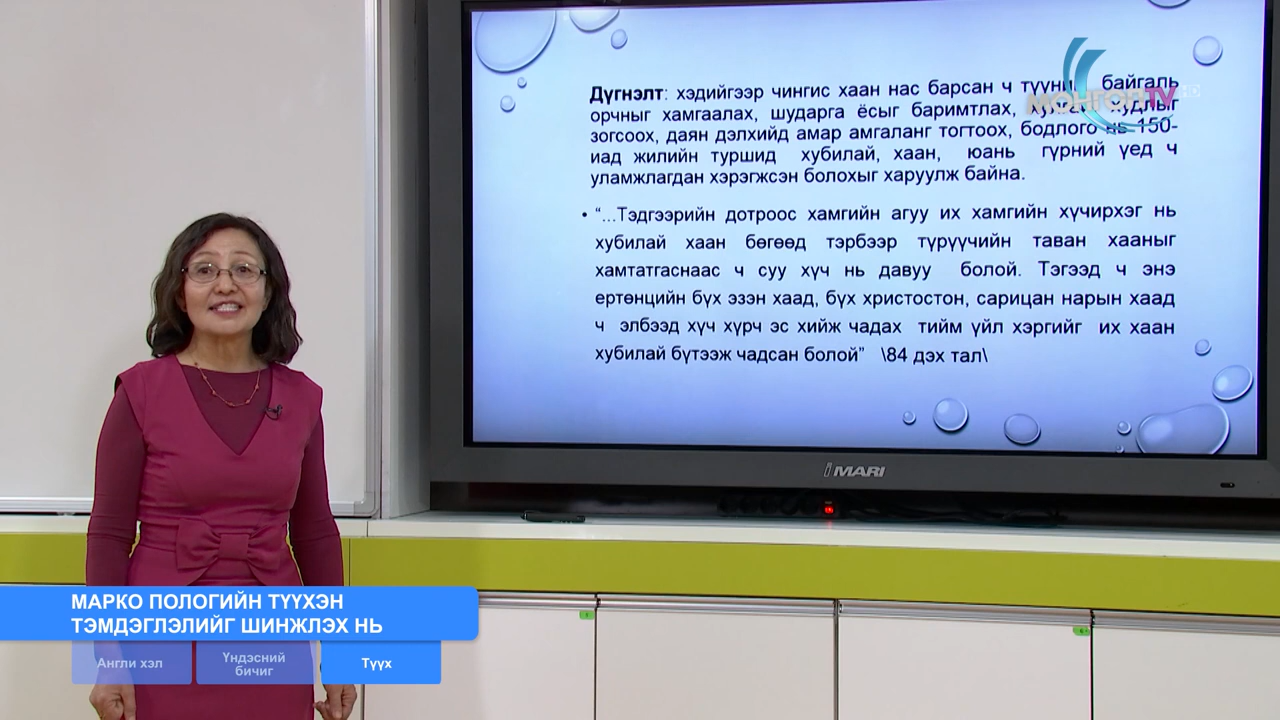 Дүгнэлт: хэдийгээр чингис хаан нас барсан ч түүний байгаль
орчныг хамгаалах, шударга ёсыг баримтлах, худлыг
зогсоох, даян дэлхийд амар амгаланг тогтоох, бодлого нь 150-
иад жилийн туршид хубилай, хаан, юань гүрний үед ч
уламжлагдан хэрэгжсэн болохыг харуулж байна.
• “...Тэдгээрийн дотроос хамгийн агуу их хамгийн хүчирхэг нь
хубилай хаан бөгөөд тэрбээр түрүүчийн таван хааныг
хамтатгаснаас ч суу хүч нь давуу болой. Тэгээд ч энэ
ертөнцийн бүх эзэн хаад, бүх христостон, сарицан нарын хаад
ч элбээд хүч хүрч эс хийж чадах тийм үйл хэргийг их хаан
хубилай бүтээж чадсан болой” \84 дэх тал\
МОНГОЛ TV HD
iMARI
МАРКО ПОЛОГИЙН ТҮҮХЭН
ТЭМДЭГЛЭЛИЙГ ШИНЖЛЭХ НЬ
Англи хэл
Үндэсний
бичиг
Түүх